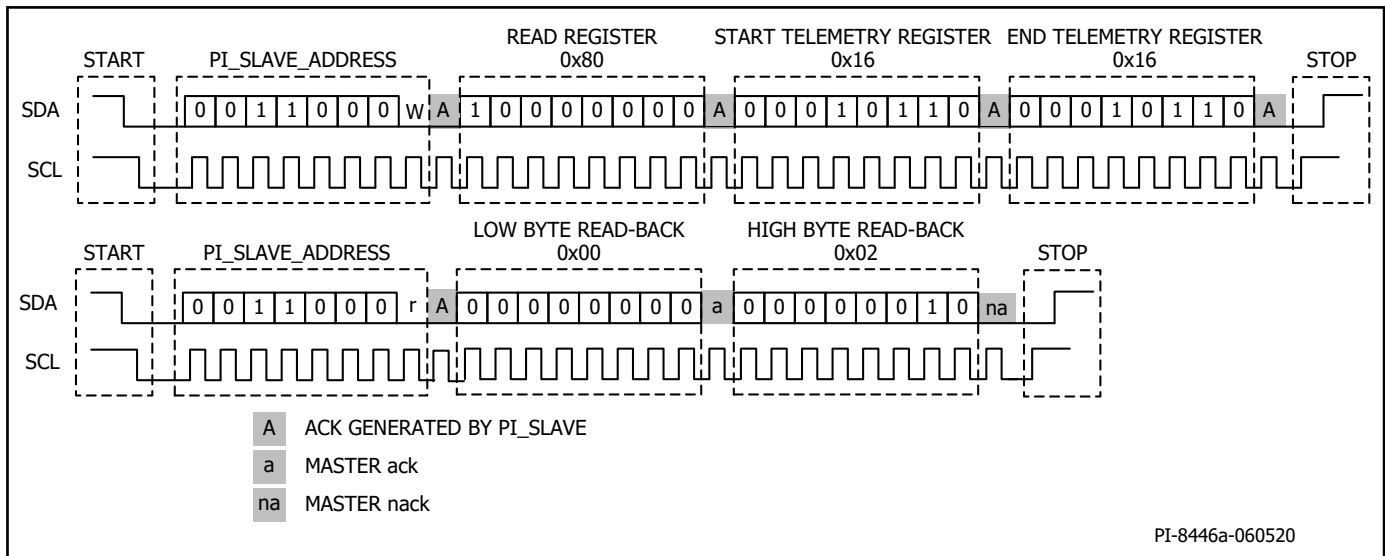 READ REGISTER START TELEMETRY REGISTER END TELEMETRY REGISTER
START PI_SLAVE_ADDRESS 0x80 0x16 0x16 STOP
SDA 0 0 1 1 0 0 0 W A 1 0 0 0 0 0 0 0 A 0 0 0 1 0 1 1 0 A 0 0 0 1 0 1 1 0 A
SCL
LOW BYTE READ-BACK HIGH BYTE READ-BACK
START PI_SLAVE_ADDRESS 0x00 0x02 STOP
SDA 0 0 1 1 0 0 0 r A 0 0 0 0 0 0 0 0 a 0 0 0 0 0 0 1 0 na
SCL
A ACK GENERATED BY PI_SLAVE
a MASTER ack
na MASTER nack
PI-8446a-060520